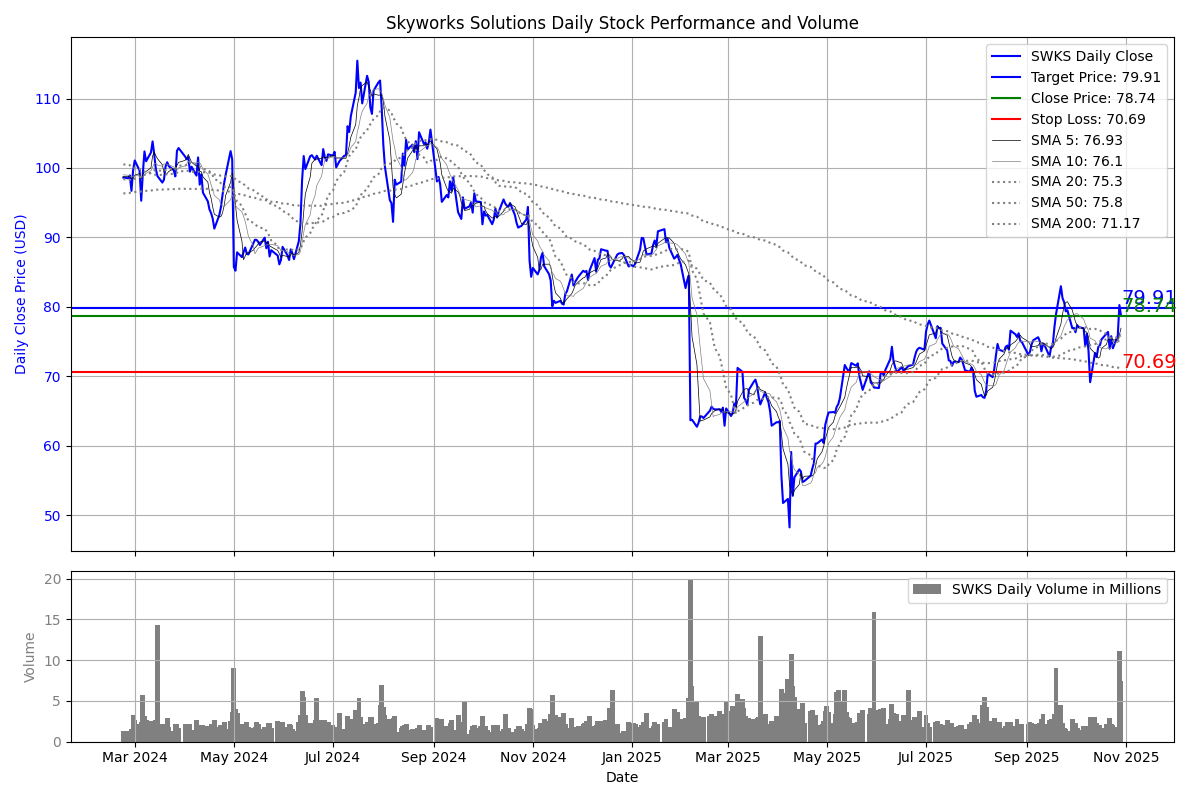 Skyworks Solutions Daily Stock Performance and Volume
Daily Close Price (USD)
110
100
90
80
70
60
50
SWKS Daily Close
Target Price: 79.91
Close Price: 78.74
Stop Loss: 70.69
SMA 5: 76.93
SMA 10: 76.1
SMA 20: 75.3
SMA 50: 75.8
SMA 200: 71.17
79.91
78.74
70.69
Volume
20
15
10
5
0
SWKS Daily Volume in Millions
Mar 2024 May 2024 Jul 2024 Sep 2024 Nov 2024 Jan 2025 Mar 2025 May 2025 Jul 2025 Sep 2025 Nov 2025
Date